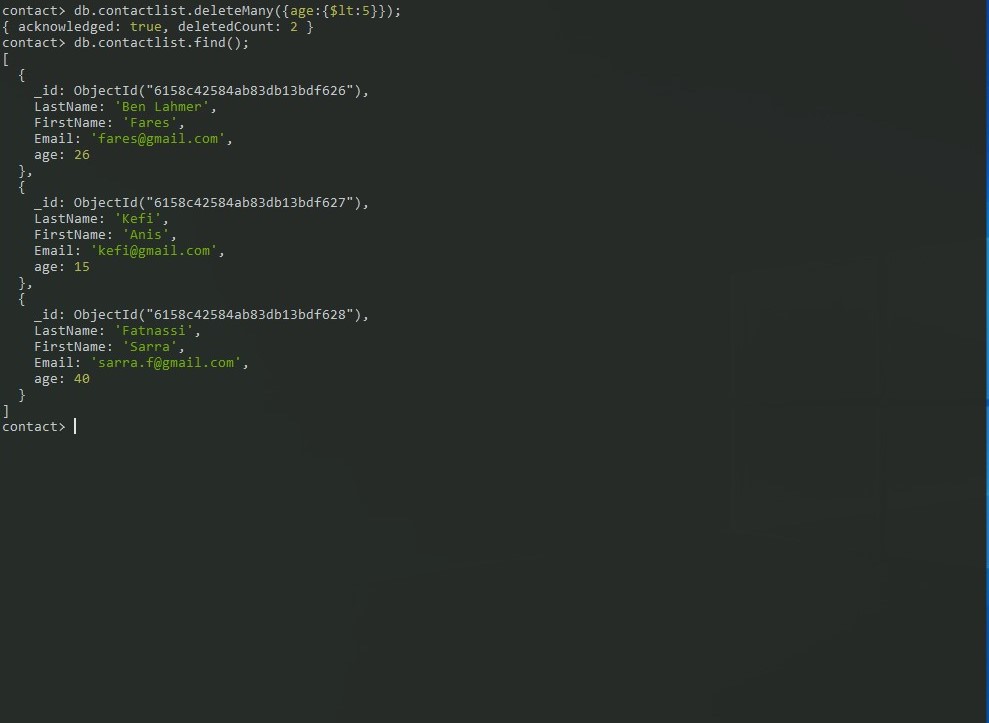 contact> db.contactlist.deleteMany({age:{$lt:5}});
{ acknowledged: true, deletedCount: 2 }
contact> db.contactlist.find();
[
  {
    _id: ObjectId("6158c42584ab83db13bdf626"),
    LastName: 'Ben Lahmer',
    FirstName: 'Fares',
    Email: 'fares@gmail.com',
    age: 26
  },
  {
    _id: ObjectId("6158c42584ab83db13bdf627"),
    LastName: 'Kefi',
    FirstName: 'Anis',
    Email: 'kefi@gmail.com',
    age: 15
  },
  {
    _id: ObjectId("6158c42584ab83db13bdf628"),
    LastName: 'Fatnassi',
    FirstName: 'Sarra',
    Email: 'sarra.f@gmail.com',
    age: 40
  }
]
contact>